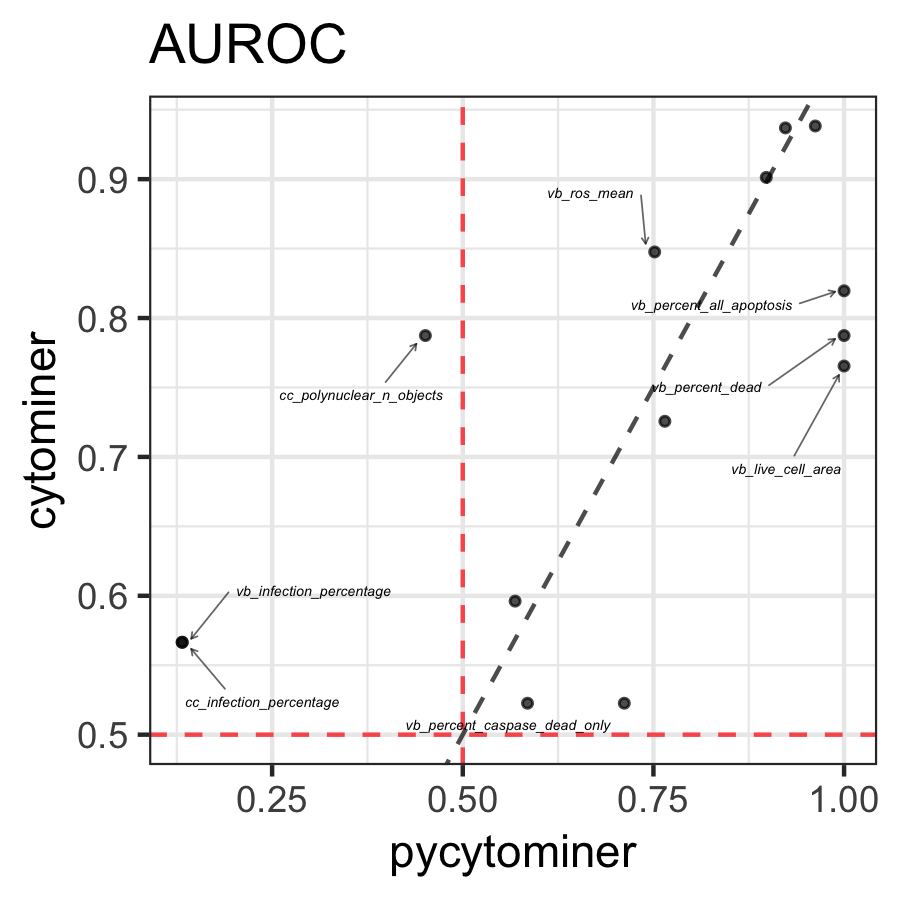 AUROC
0.9
0.8
0.7
0.6
0.5
cytominer
vb_ros_mean
vb_percent_all_apoptosis
cc_polynuclear_n_objects
vb_percent_dead
vb_live_cell_area
vb_infection_percentage
cc_infection_percentage
vb_percent_caspase_dead_only
0.25
0.50
0.75
1.00
pycytominer